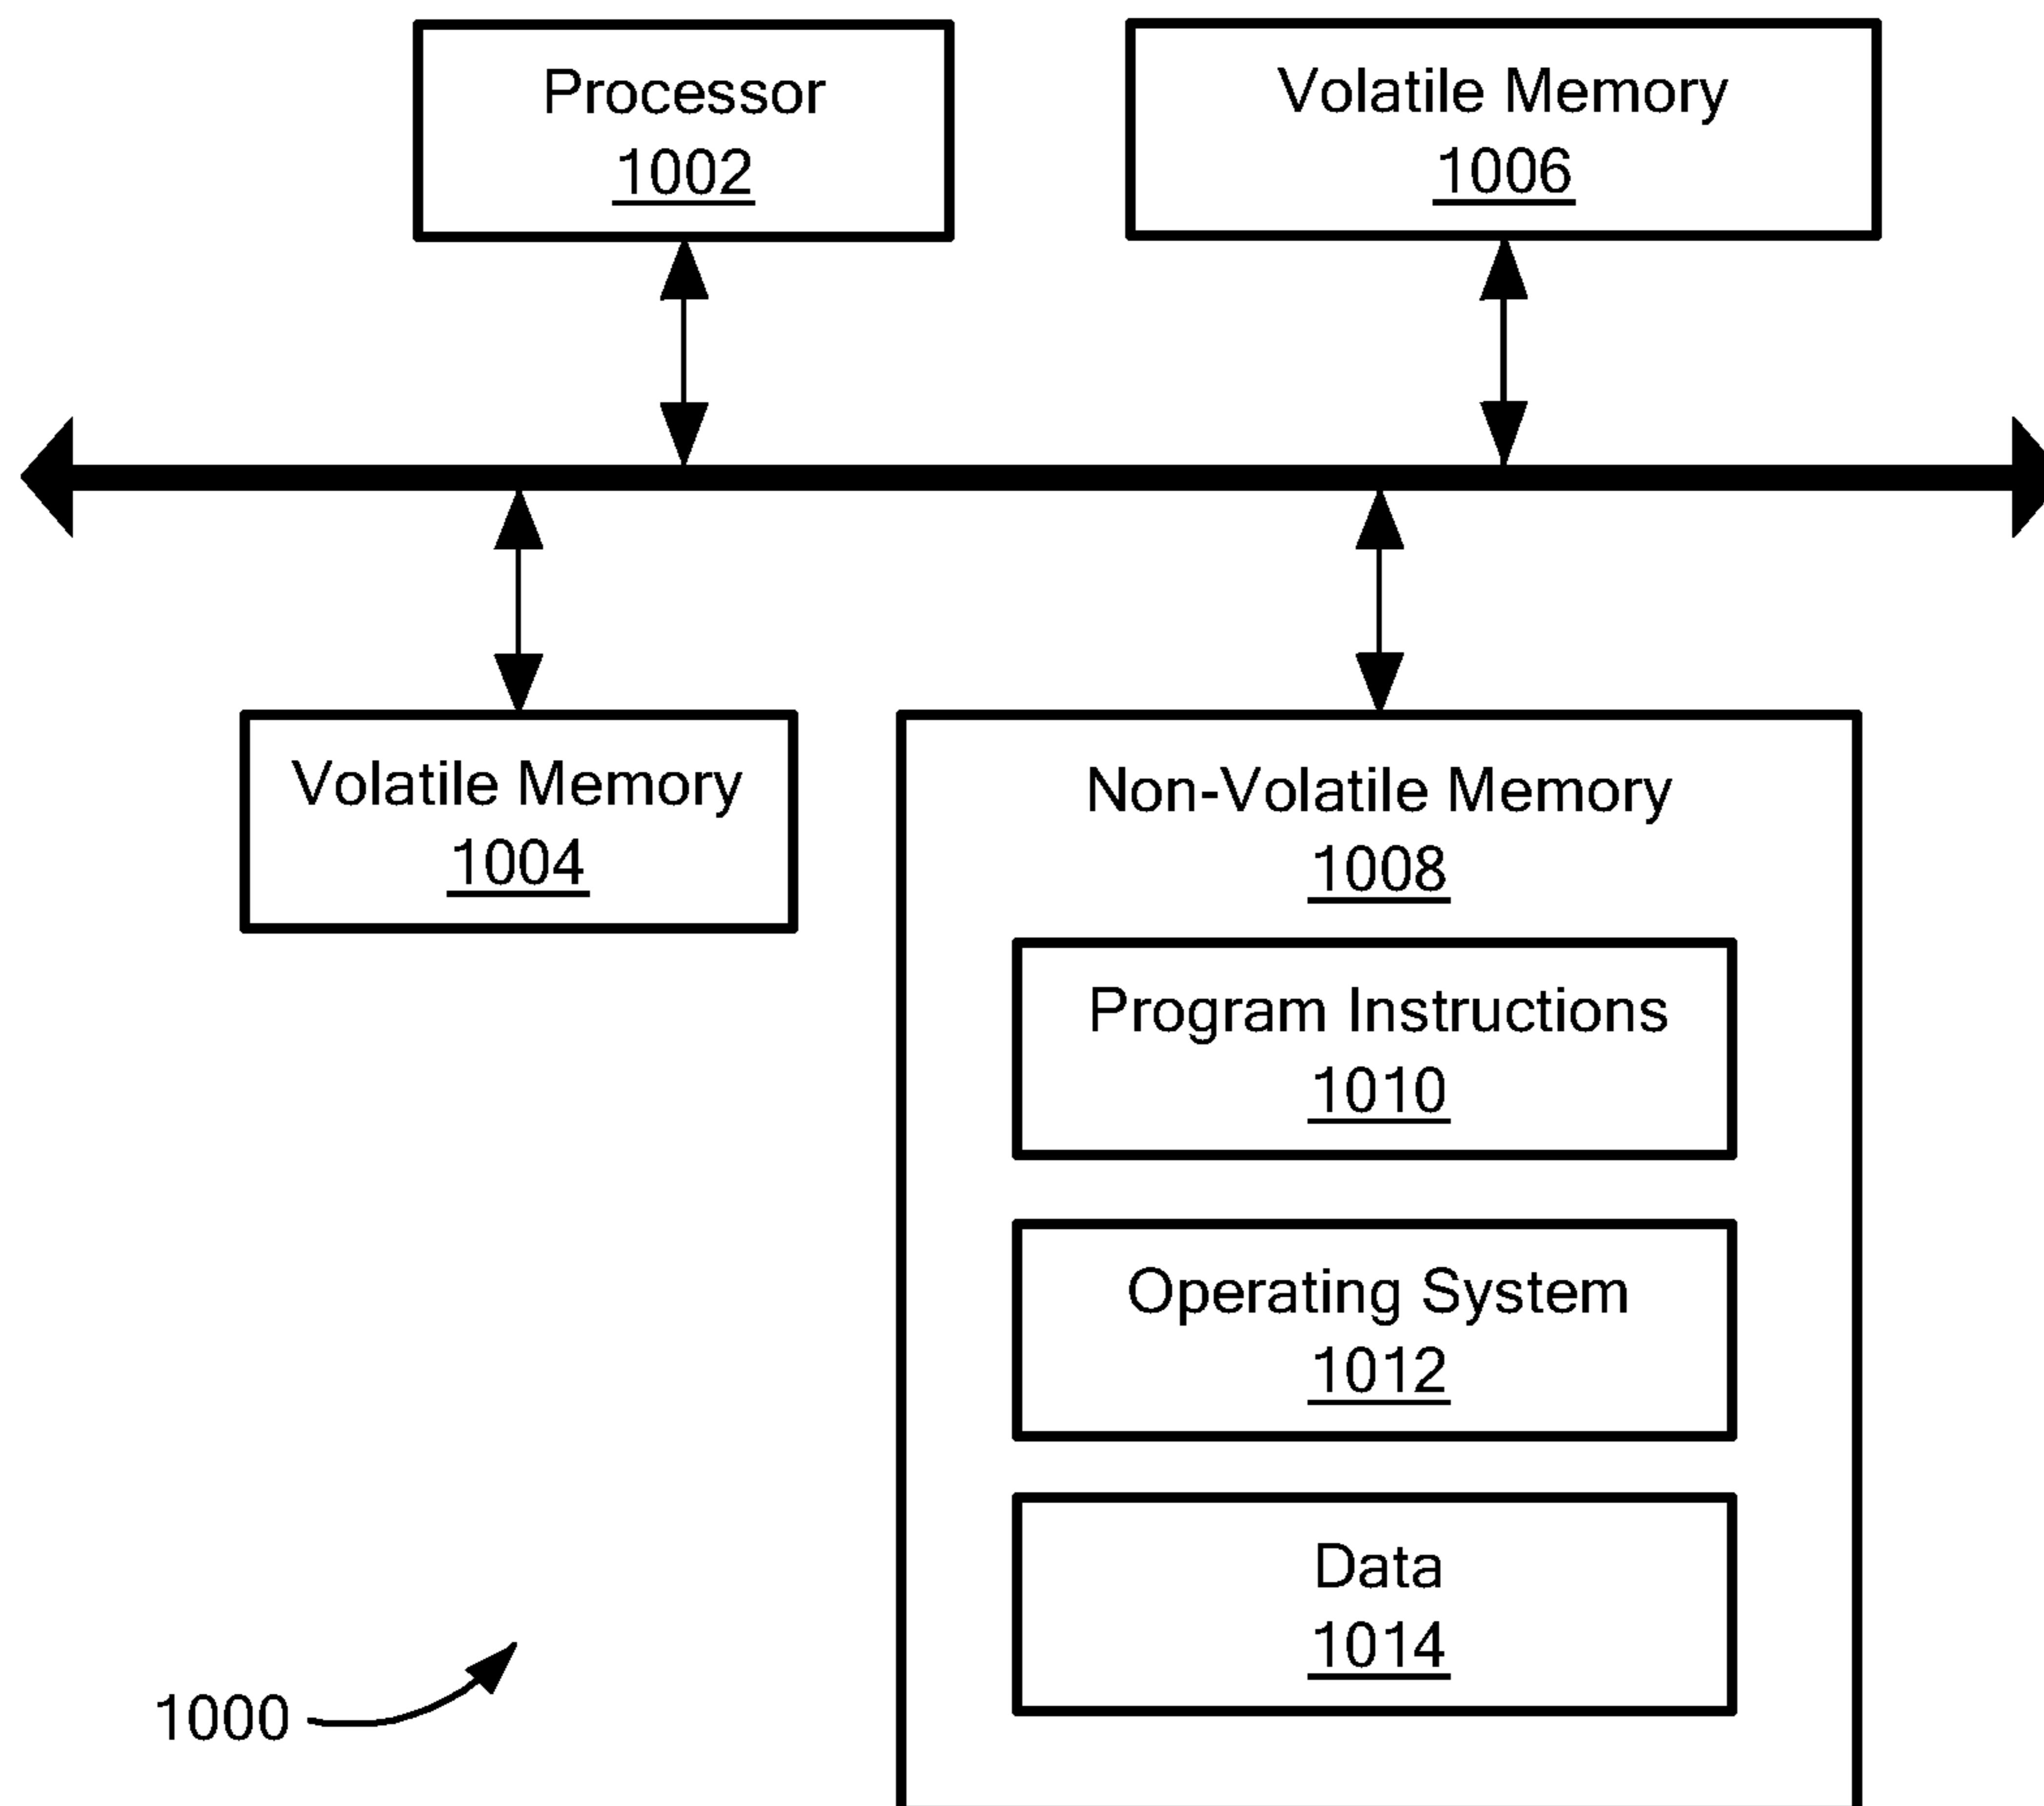 Processor
1002
Volatile Memory
1006
Volatile Memory
1004
Non-Volatile Memory
1008
Program Instructions
1010
Operating System
1012
Data
1014
1000